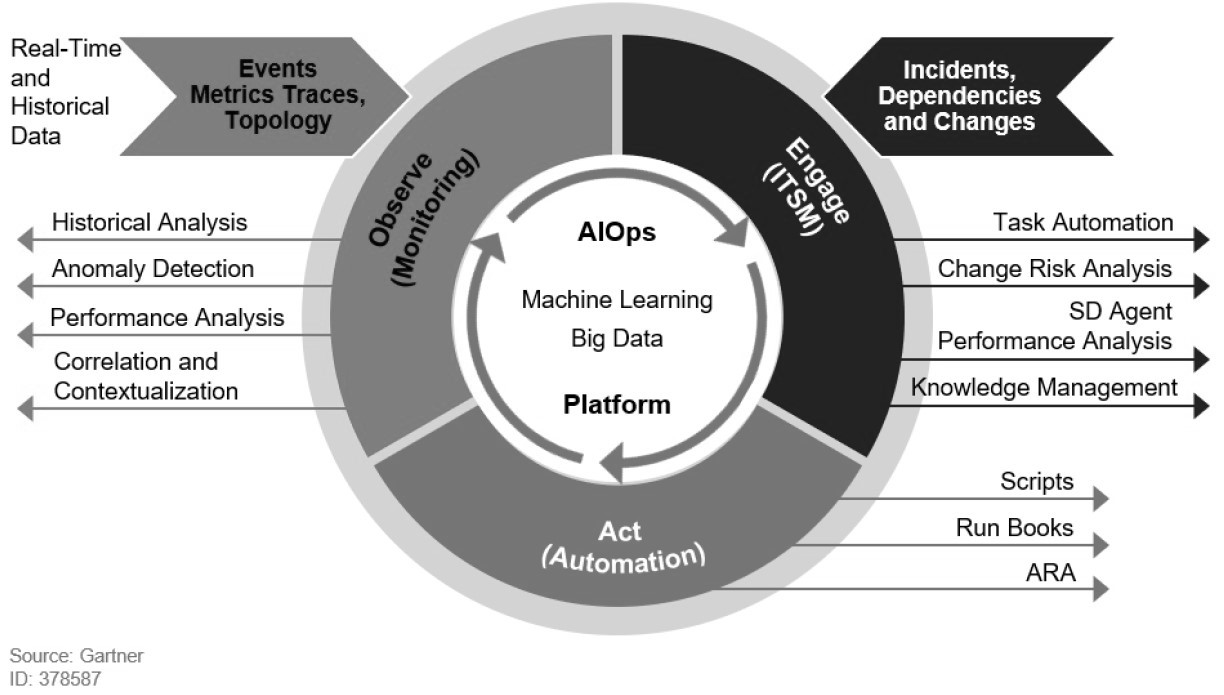 Real-Time
and
Historical
Data
Events
Metrics Traces,
Topology
Incidents,
Dependencies
and Changes
Observe
(Monitoring)
Engage
(ITSM)
AIOps
Machine Learning
Big Data
Platform
Historical Analysis
Anomaly Detection
Performance Analysis
Correlation and
Contextualization
Task Automation
Change Risk Analysis
SD Agent
Performance Analysis
Knowledge Management
Act
(Automation)
Scripts
Run Books
ARA
Source: Gartner
ID: 378587